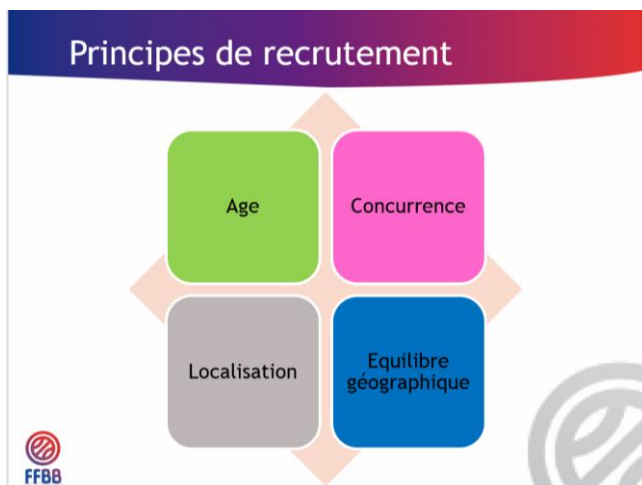 Principes de recrutement
Age
Concurrence
Localisation
Equilibre
géographique
FFBB